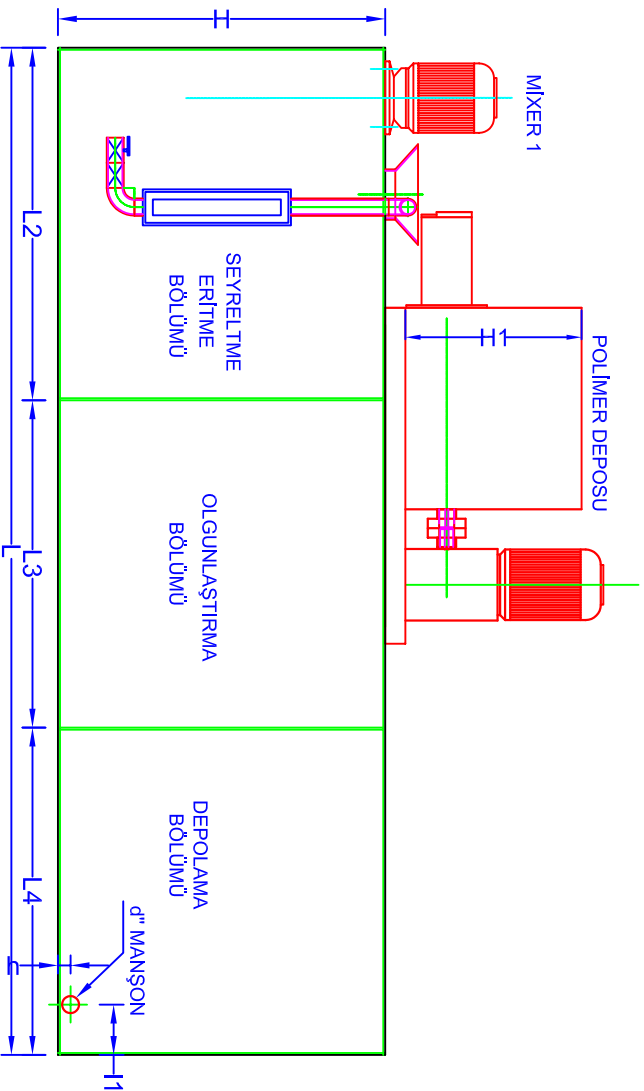 MİXER 1
POLİMER DEPOSU
H
H1
SEYRELTME
ERİTME
BÖLÜMÜ
OLGUNLAŞTIRMA
BÖLÜMÜ
DEPOLAMA
BÖLÜMÜ
d" MANŞON
h
l1
L2
L3
L4
L